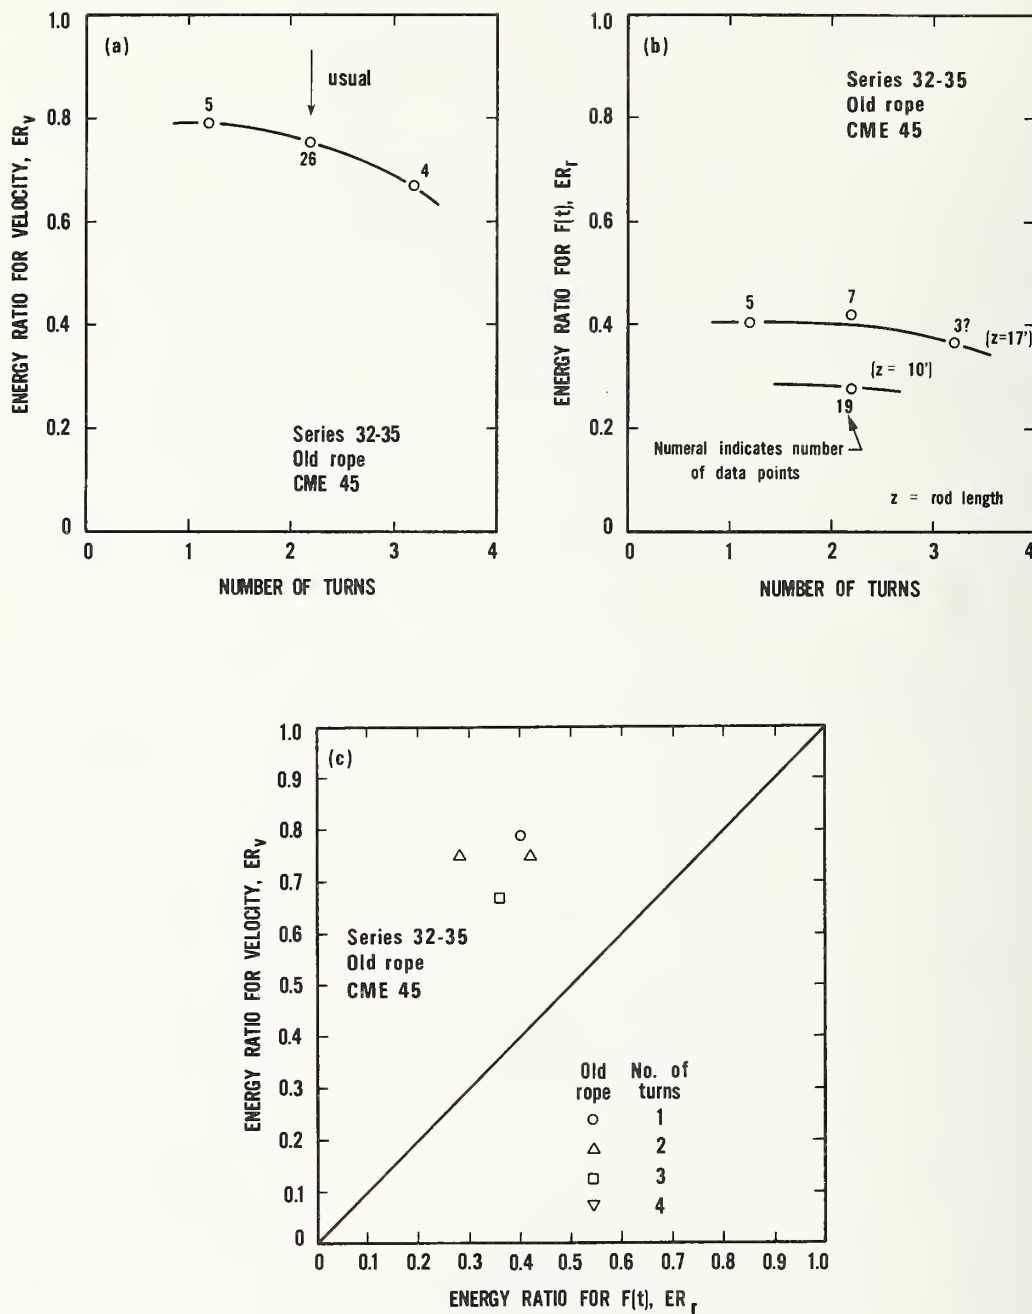 (a)
1.0
0.8
0.6
0.4
0.2
0
ENERGY RATIO FOR VELOCITY, ERv
usual
5
26
4
Series 32-35
Old rope
CME 45
0 1 2 3 4
NUMBER OF TURNS
(b)
1.0
0.8
0.6
0.4
0.2
0
ENERGY RATIO FOR F(t), ERr
Series 32-35
Old rope
CME 45
5
7
3?
(z=17')
(z = 10')
19
Numeral indicates number
of data points
z = rod length
0 1 2 3 4
NUMBER OF TURNS
(c)
1.0
0.9
0.8
0.7
0.6
0.5
0.4
0.3
0.2
0.1
0
ENERGY RATIO FOR VELOCITY, ERv
Series 32-35
Old rope
CME 45
Old No. of
rope turns
1
2
3
4
0 0.1 0.2 0.3 0.4 0.5 0.6 0.7 0.8 0.9 1.0
ENERGY RATIO FOR F(t), ERr